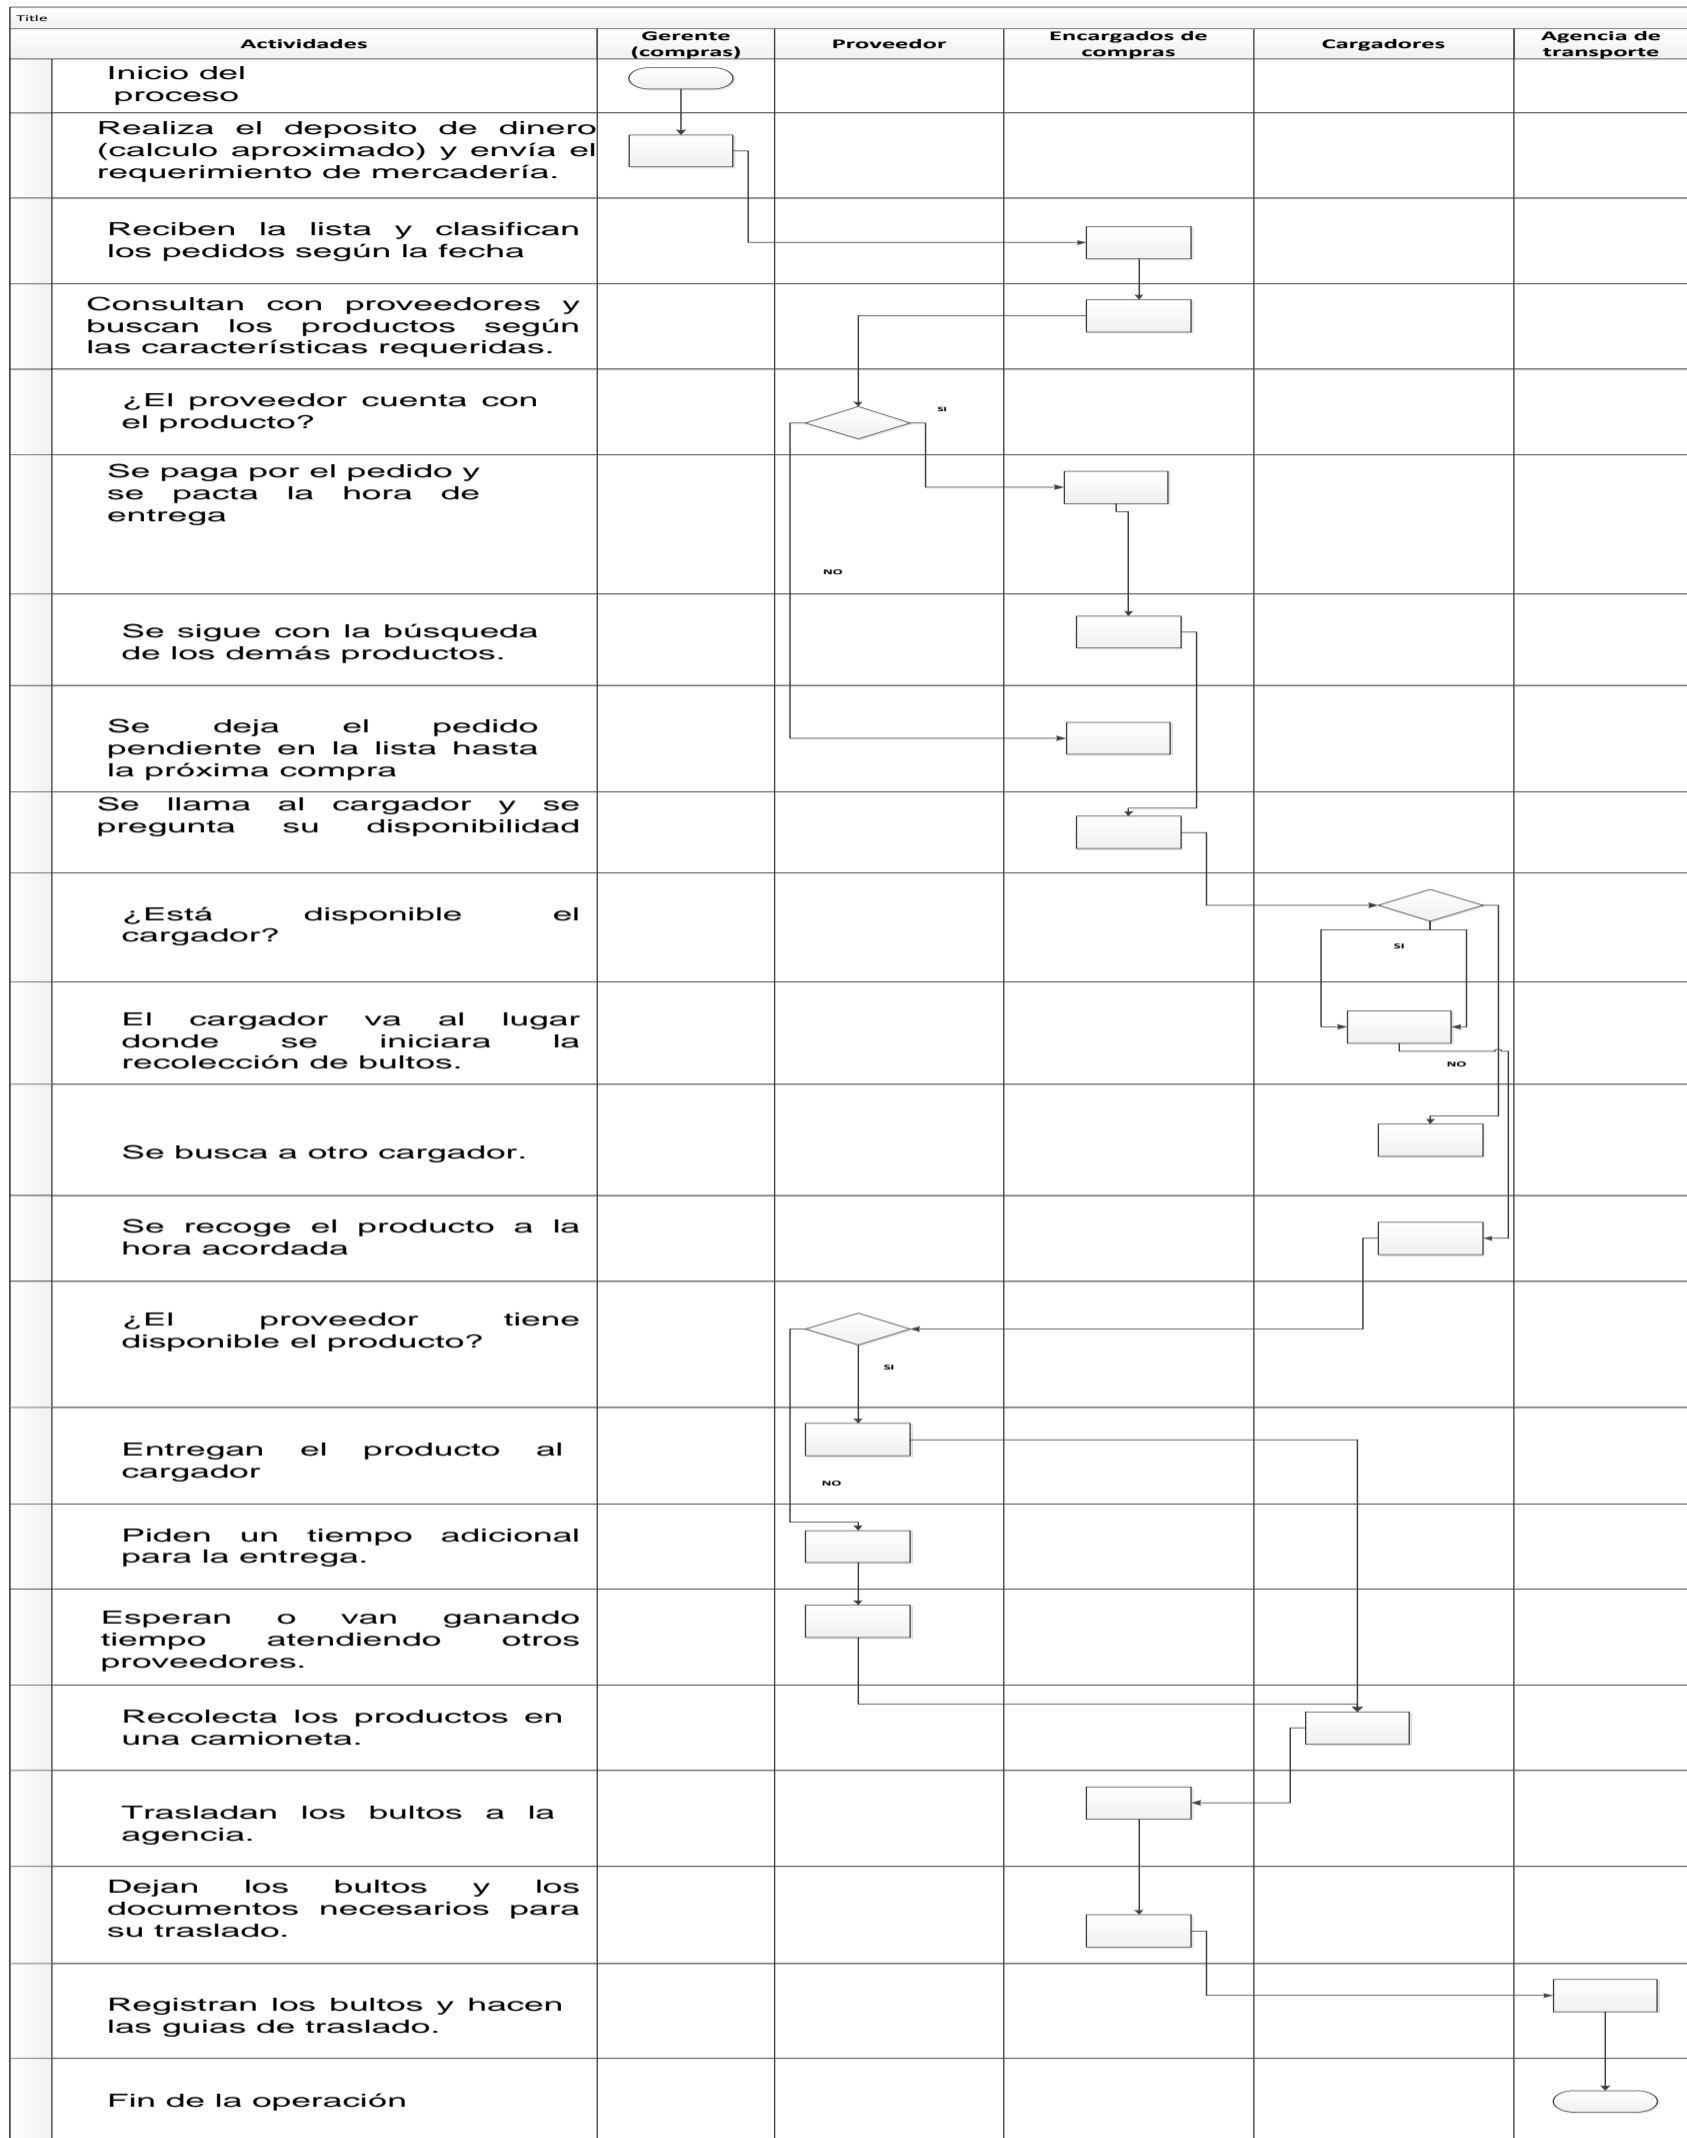 Title
Actividades
Gerente
(compras)
Proveedor
Encargados de
compras
Cargadores
Agencia de
transporte
Inicio del
proceso
Realiza el deposito de dinero
(calculo aproximado) y envía el
requerimiento de mercadería.
Reciben la lista y clasifican
los pedidos según la fecha
Consultan con proveedores y
buscan los productos según
las características requeridas.
¿El proveedor cuenta con
el producto?
SI
Se paga por el pedido y
se pacta la hora de
entrega
NO
Se sigue con la búsqueda
de los demás productos.
Se deja el pedido
pendiente en la lista hasta
la próxima compra
Se llama al cargador y se
pregunta su disponibilidad
¿Está disponible el
cargador?
SI
El cargador va al lugar
donde se iniciara la
recolección de bultos.
NO
Se busca a otro cargador.
Se recoge el producto a la
hora acordada
¿El proveedor tiene
disponible el producto?
SI
Entregan el producto al
cargador
NO
Piden un tiempo adicional
para la entrega.
Esperan o van ganando
tiempo atendiendo otros
proveedores.
Recolecta los productos en
una camioneta.
Trasladan los bultos a la
agencia.
Dejan los bultos y los
documentos necesarios para
su traslado.
Registran los bultos y hacen
las guias de traslado.
Fin de la operación